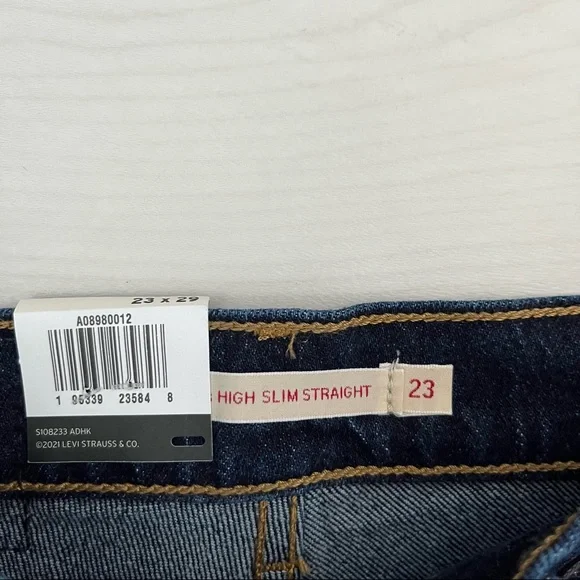 23 x 29
A08980012
1 95339 23584 8
S108233 ADHK
©2021 LEVI STRAUSS & CO.
HIGH SLIM STRAIGHT 23